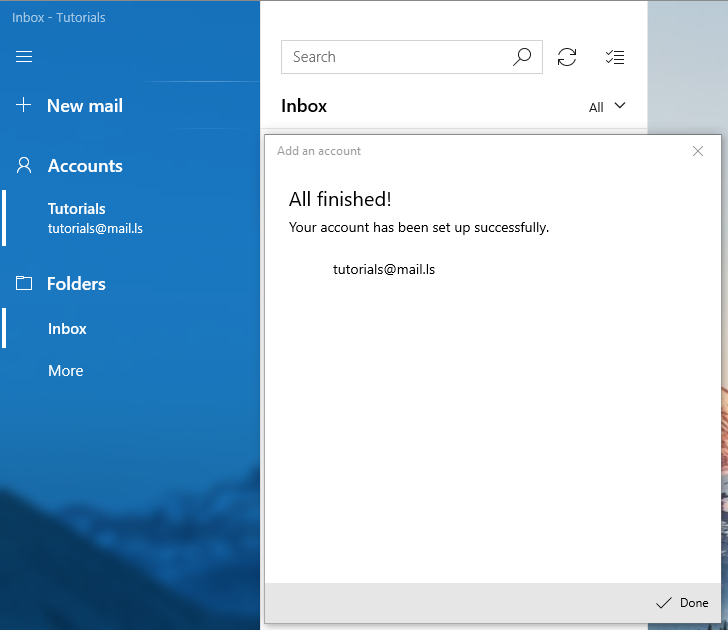 Inbox - Tutorials
New mail
Accounts
Tutorials
tutorials@mail.ls
Folders
Inbox
More
Search
Inbox
All
Add an account
All finished!
Your account has been set up successfully.
tutorials@mail.ls
Done